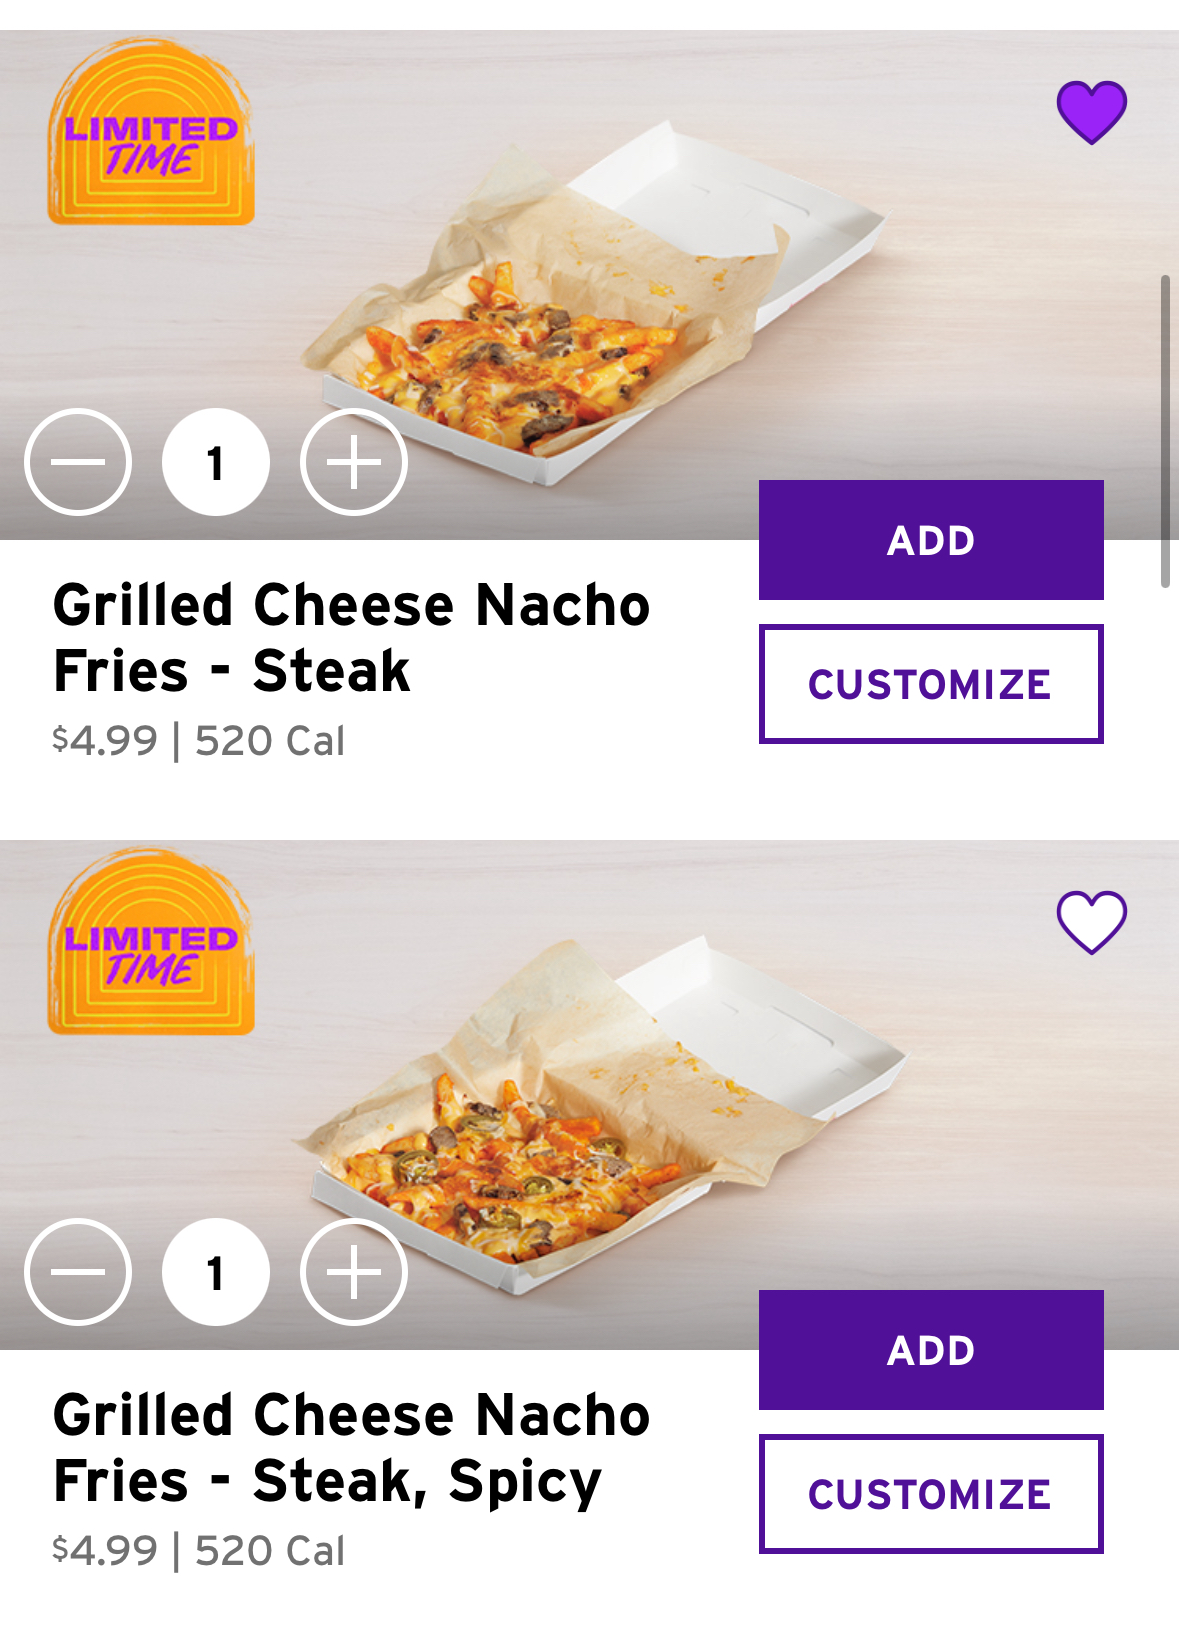 LIMITED
TIME
1
ADD
Grilled Cheese Nacho
Fries - Steak
CUSTOMIZE
$4.99 | 520 Cal
LIMITED
TIME
1
ADD
Grilled Cheese Nacho
Fries - Steak, Spicy
CUSTOMIZE
$4.99 | 520 Cal